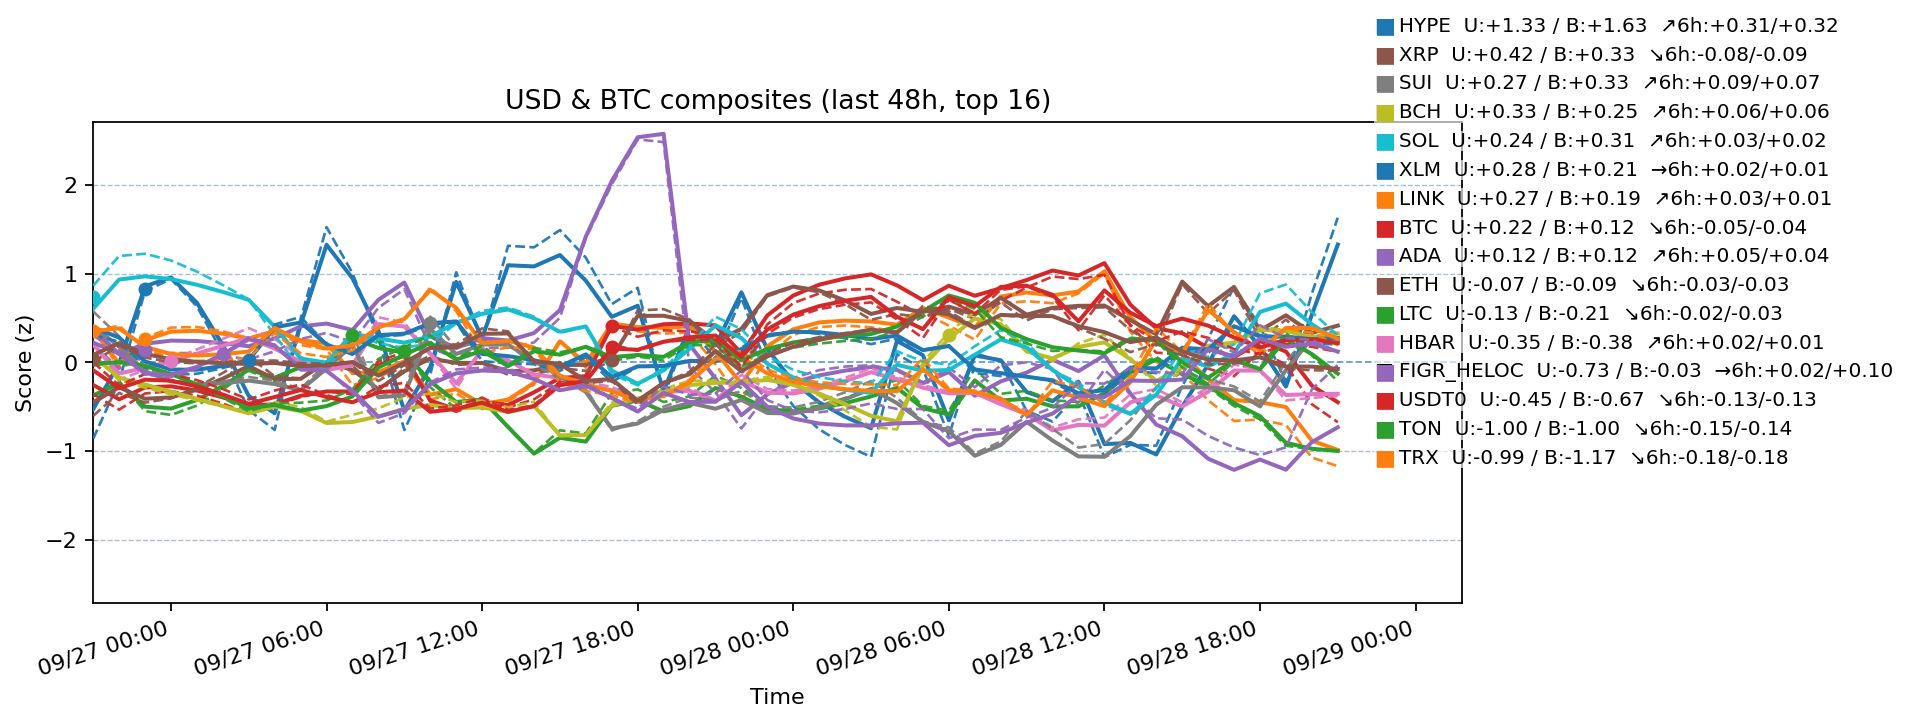 HYPE  U:+1.33 / B:+1.63  ↗6h:+0.31/+0.32
XRP  U:+0.42 / B:+0.33  ↘6h:-0.08/-0.09
SUI  U:+0.27 / B:+0.33  ↗6h:+0.09/+0.07
BCH  U:+0.33 / B:+0.25  ↗6h:+0.06/+0.06
SOL  U:+0.24 / B:+0.31  ↗6h:+0.03/+0.02
XLM  U:+0.28 / B:+0.21  →6h:+0.02/+0.01
LINK  U:+0.27 / B:+0.19  ↗6h:+0.03/+0.01
BTC  U:+0.22 / B:+0.12  ↘6h:-0.05/-0.04
ADA  U:+0.12 / B:+0.12  ↗6h:+0.05/+0.04
ETH  U:-0.07 / B:-0.09  ↘6h:-0.03/-0.03
LTC  U:-0.13 / B:-0.21  ↘6h:-0.02/-0.03
HBAR  U:-0.35 / B:-0.38  ↗6h:+0.02/+0.01
FIGR_HELOC  U:-0.73 / B:-0.03  →6h:+0.02/+0.10
USDT0  U:-0.45 / B:-0.67  ↘6h:-0.13/-0.13
TON  U:-1.00 / B:-1.00  ↘6h:-0.15/-0.14
TRX  U:-0.99 / B:-1.17  ↘6h:-0.18/-0.18
USD & BTC composites (last 48h, top 16)
Score (z)
2
1
0
−1
−2
09/27 00:00
09/27 06:00
09/27 12:00
09/27 18:00
09/28 00:00
09/28 06:00
09/28 12:00
09/28 18:00
09/29 00:00
Time